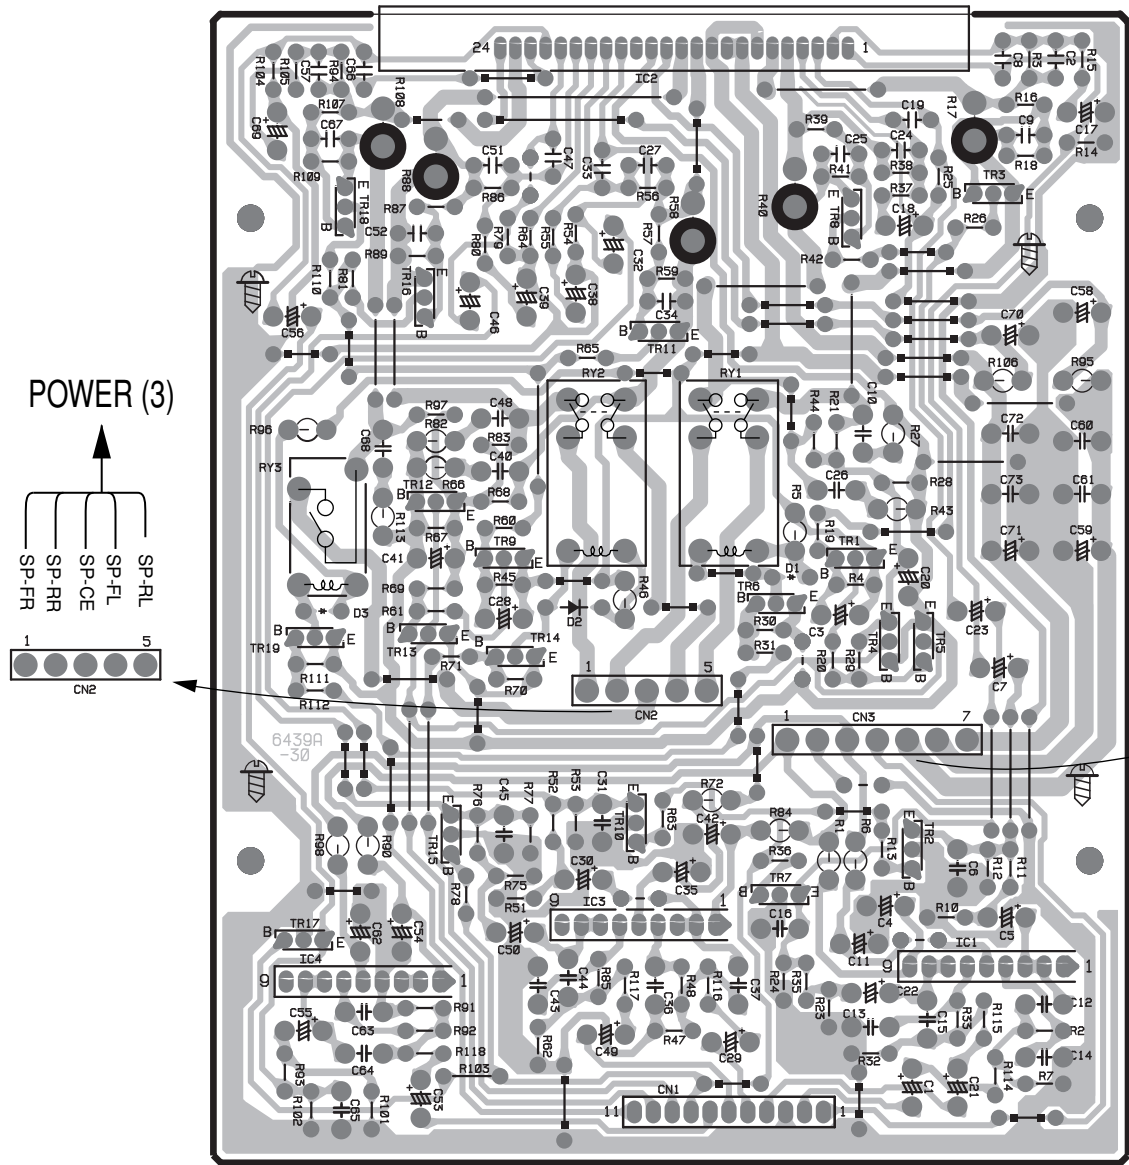 24
1
IC2
R104
R105
C57
R94
C66
R108
C8
R3
C2
R15
R107
C67
C69
R109
R17
R16
C9
C17
R18
R14
R39
C19
C25
C24
R41
R38
R37
R25
TR3
B
E
R88
C51
C47
C33
C27
R86
R56
R58
R40
E
TR18
B
R87
C52
R89
E
TR16
B
R110
R81
R80
R79
R64
R55
R54
C32
R57
R59
C34
E
TR8
B
C18
R42
R26
C46
C39
C38
B
TR11
E
C56
C70
C58
R106
R95
R65
RY2
RY1
POWER (3)
SP-FR
SP-RR
SP-CE
SP-FL
SP-RL
1
5
CN2
R96
C68
R97
R82
C48
R83
C40
RY3
TR12
R66
B
E
R68
R113
R67
R60
C41
TR9
B
E
R44
R21
C10
R27
C72
C60
C26
R28
C73
C61
R5
R19
R43
C71
C59
TR1
B
E
D1
R4
C20
R69
R45
R61
C28
D2
R46
TR6
B
E
R30
R31
C3
R20
R29
E
TR4
B
E
TR5
B
C23
C7
D3
B
TR19
E
B
TR13
E
R71
B
TR14
E
R70
R111
R112
1
5
CN2
1
CN3
7
6439A
-30
R98
R90
R76
C45
R77
R52
R53
C31
E
TR10
B
R63
R72
C42
R84
R1
R6
R13
E
TR2
B
E
TR15
B
R78
R75
R51
C30
C35
R36
B
TR7
E
C6
R12
R11
B
TR17
E
C62
C54
C50
9
IC3
1
C16
C4
R10
C5
C11
9
IC1
1
9
IC4
1
C43
C44
R85
R117
C36
R48
R116
C37
R24
R35
R23
C22
C13
C15
R33
R115
C12
R2
C55
C63
R91
R92
C64
R118
R93
R103
R62
C49
R47
C29
R32
C14
R114
R7
R102
C65
R101
C53
11
CN1
1
C1
C21